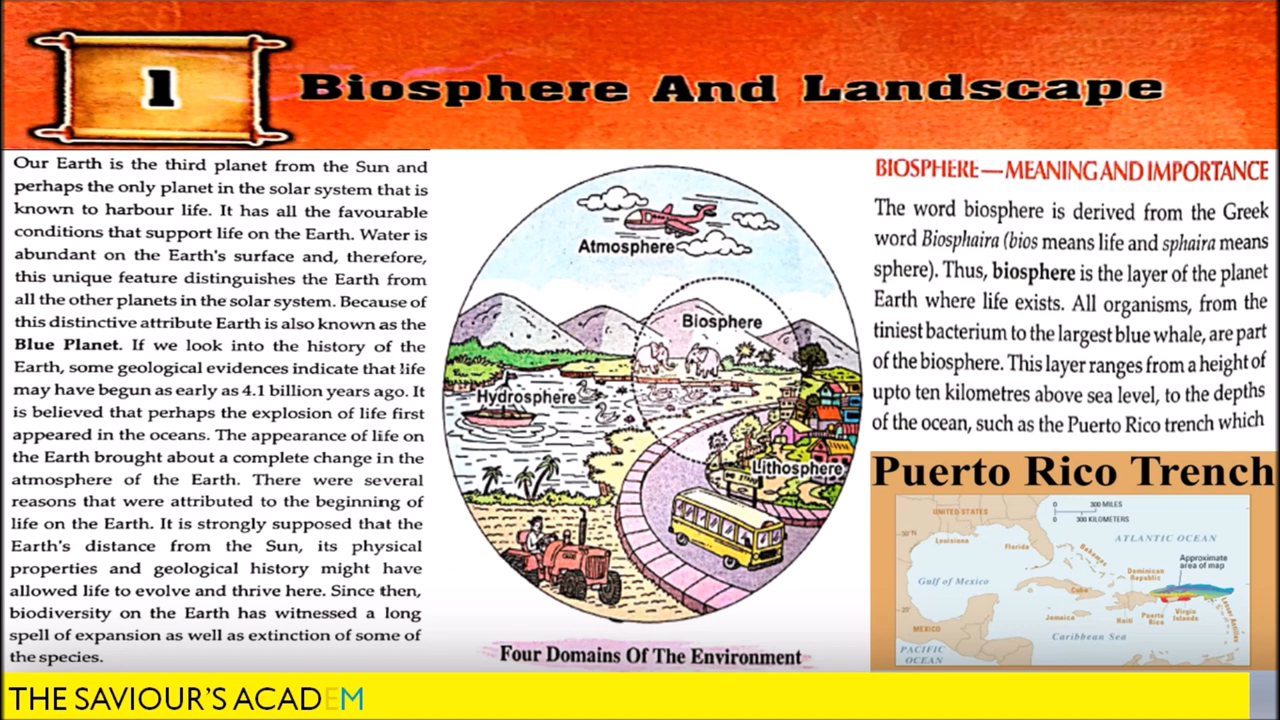 1
Biosphere And Landscape
Our Earth is the third planet from the Sun and
perhaps the only planet in the solar system that is
known to harbour life. It has all the favourable
conditions that support life on the Earth. Water is
abundant on the Earth's surface and, therefore,
this unique feature distinguishes the Earth from
all the other planets in the solar system. Because of
this distinctive attribute Earth is also known as the
Blue Planet. If we look into the history of the
Earth, some geological evidences indicate that life
may have begun as early as 4.1 billion years ago. It
is believed that perhaps the explosion of life first
appeared in the oceans. The appearance of life on
the Earth brought about a complete change in the
atmosphere of the Earth. There were several
reasons that were attributed to the beginning of
life on the Earth. It is strongly supposed that the
Earth's distance from the Sun, its physical
properties and geological history might have
allowed life to evolve and thrive here. Since then,
biodiversity on the Earth has witnessed a long
spell of expansion as well as extinction of some of
the species.
Atmosphere
Biosphere
Hydrosphere
Lithosphere
Four Domains Of The Environment
BIOSPHERE—MEANING AND IMPORTANCE
The word biosphere is derived from the Greek
word Biosphaira (bios means life and sphaira means
sphere). Thus, biosphere is the layer of the planet
Earth where life exists. All organisms, from the
tiniest bacterium to the largest blue whale, are part
of the biosphere. This layer ranges from a height of
upto ten kilometres above sea level, to the depths
of the ocean, such as the Puerto Rico trench which
Puerto Rico Trench
0 300 MILES
0 300 KILOMETERS
UNITED STATES
30°N
Louisiana
Florida
Bahamas
ATLANTIC OCEAN
Approximate
area of map
Gulf of Mexico
Dominican
Republic
Cuba
20°
Jamaica
Haiti
Puerto
Rico
Virgin
Islands
Lesser Antilles
MEXICO
Caribbean Sea
PACIFIC
OCEAN
THE SAVIOUR'S ACADEM